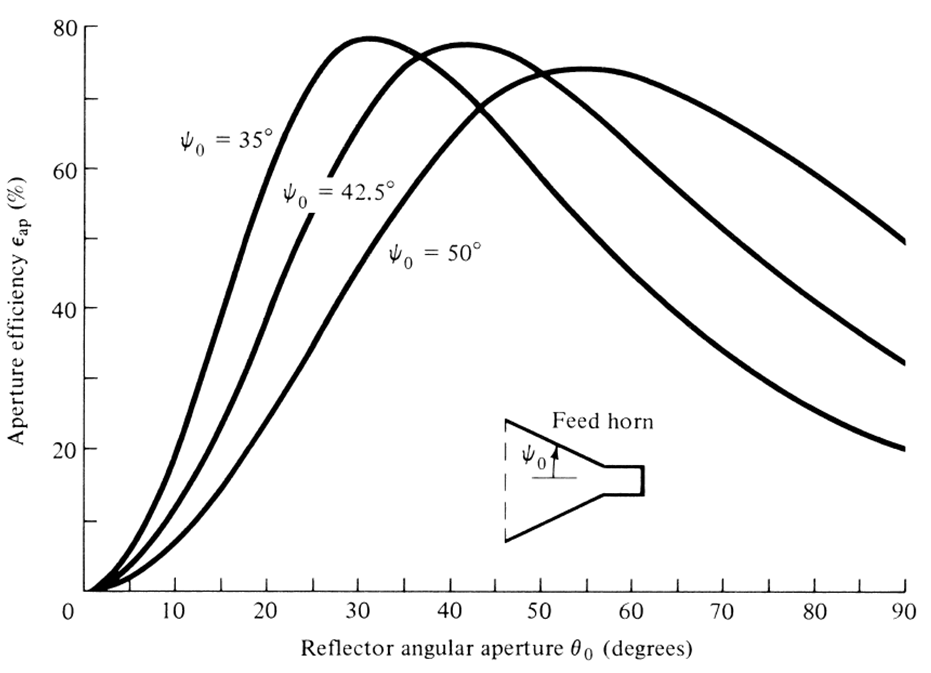 80
60
40
20
Aperture efficiency ϵap (%)
ψ0 = 35°
ψ0 = 42.5°
ψ0 = 50°
Feed horn
ψ0
0 10 20 30 40 50 60 70 80 90
Reflector angular aperture θ0 (degrees)